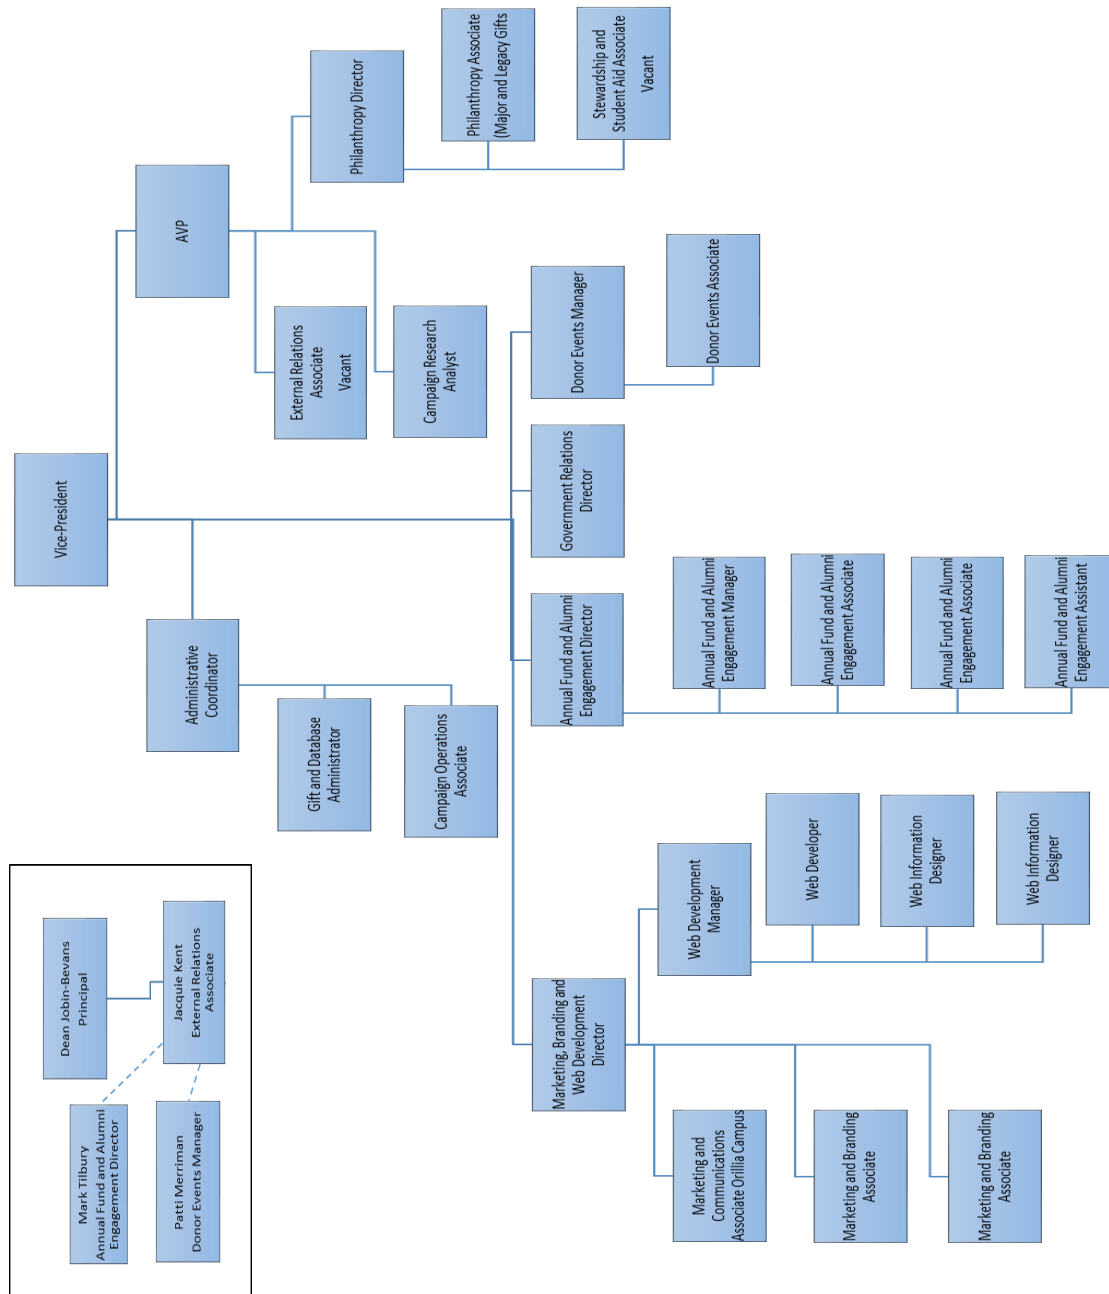 Dean Jobin-Bevans
Principal
Mark Tilbury
Annual Fund and Alumni
Engagement Director
Jacquie Kent
External Relations
Associate
Patti Merriman
Donor Events Manager
Vice-President
Administrative
Coordinator
AVP
Gift and Database
Administrator
Campaign Operations
Associate
External Relations
Associate
Vacant
Campaign Research
Analyst
Philanthropy Director
Philanthropy Associate
(Major and Legacy Gifts
Stewardship and
Student Aid Associate
Vacant
Marketing, Branding and
Web Development
Director
Annual Fund and Alumni
Engagement Director
Government Relations
Director
Donor Events Manager
Marketing and
Communications
Associate Orillia Campus
Marketing and Branding
Associate
Marketing and Branding
Associate
Web Development
Manager
Web Developer
Web Information
Designer
Web Information
Designer
Annual Fund and Alumni
Engagement Manager
Annual Fund and Alumni
Engagement Associate
Annual Fund and Alumni
Engagement Associate
Annual Fund and Alumni
Engagement Assistant
Donor Events Associate